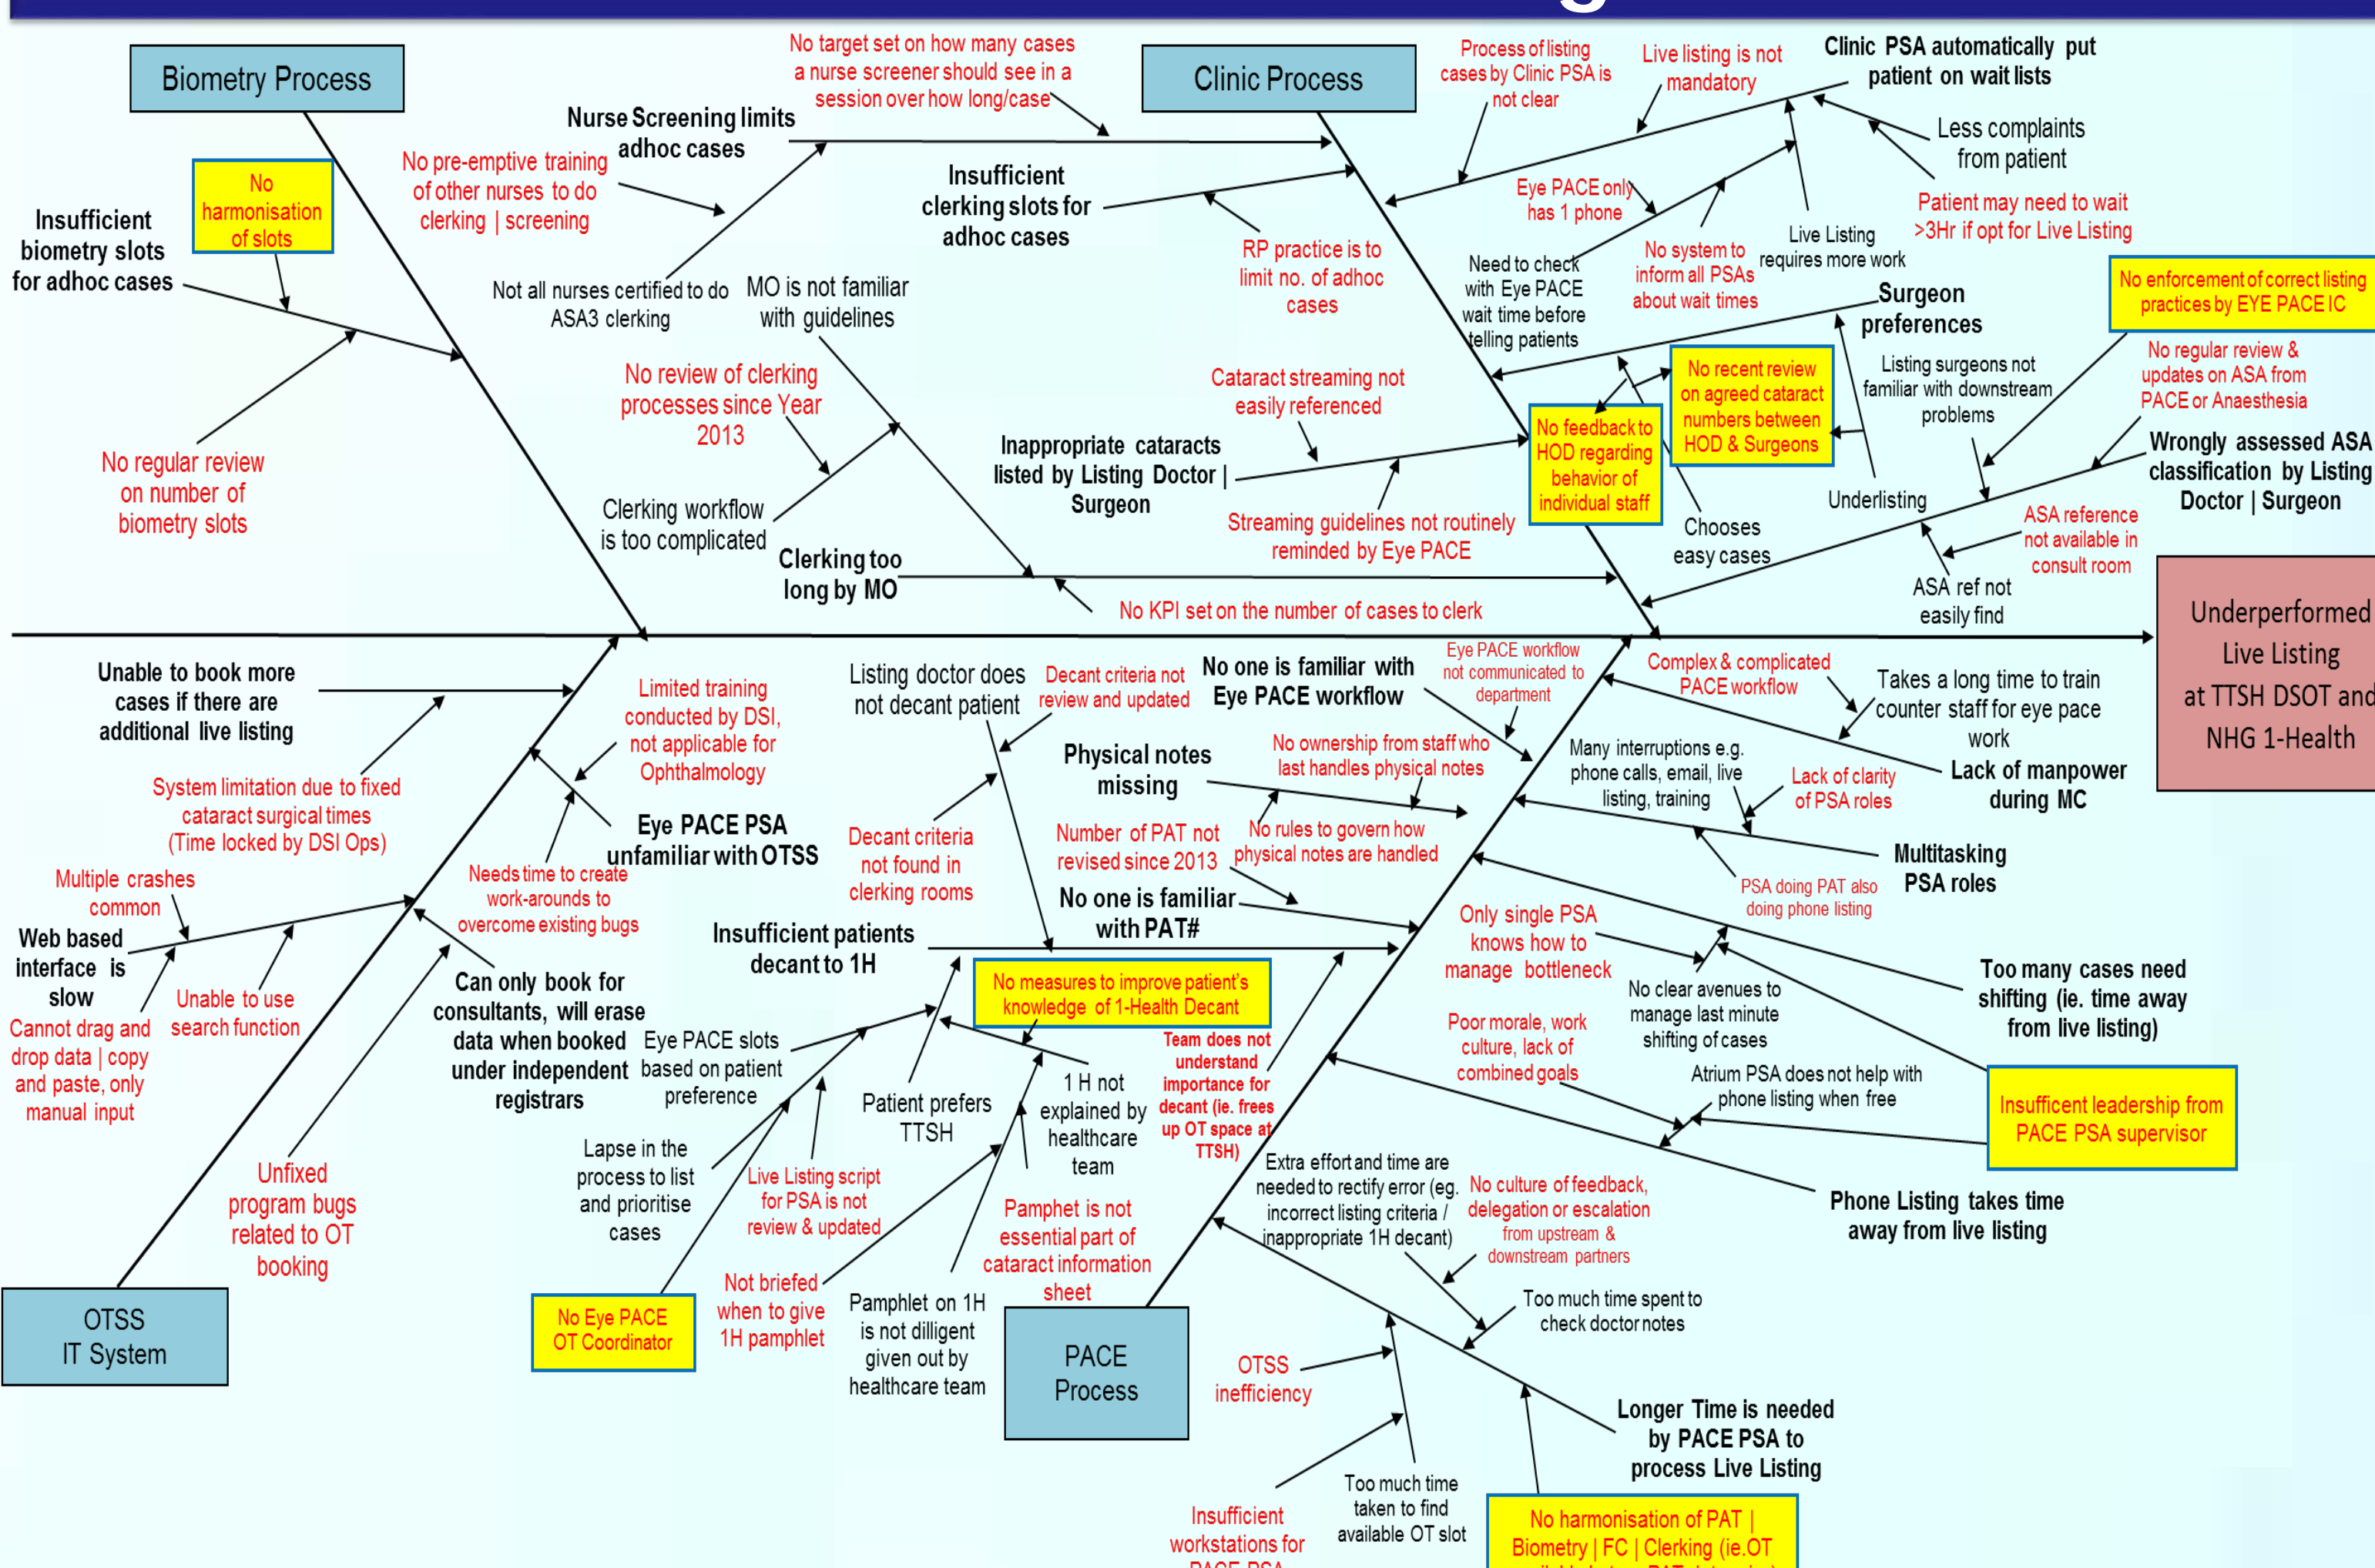 Biometry Process
No
harmonisation
of slots
Insufficient
biometry slots
for adhoc cases
No regular review
on number of
biometry slots
No target set on how many cases
a nurse screener should see in a
session over how long/case
Nurse Screening limits
adhoc cases
No pre-emptive training
of other nurses to do
clerking | screening
Not all nurses certified to do
ASA3 clerking
MO is not familiar
with guidelines
No review of clerking
processes since Year
2013
Clerking workflow
is too complicated
Clerking too
long by MO
No KPI set on the number of cases to clerk
Clinic Process
Insufficient
clerking slots for
adhoc cases
RP practice is to
limit no. of adhoc
cases
Cataract streaming not
easily referenced
Inappropriate cataracts
listed by Listing Doctor |
Surgeon
Streaming guidelines not routinely
reminded by Eye PACE
Process of listing
cases by Clinic PSA is
not clear
Live listing is not
mandatory
Clinic PSA automatically put
patient on wait lists
Less complaints
from patient
Patient may need to wait
>3Hr if opt for Live Listing
Eye PACE only
has 1 phone
No system to
inform all PSAs
about wait times
Live Listing
requires more work
Need to check
with Eye PACE
wait time before
telling patients
Surgeon
preferences
No enforcement of correct listing
practices by EYE PACE IC
No recent review
on agreed cataract
numbers between
HOD & Surgeons
No feedback to
HOD regarding
behavior of
individual staff
Listing surgeons not
familiar with downstream
problems
No regular review &
updates on ASA from
PACE or Anaesthesia
Wrongly assessed ASA
classification by Listing
Doctor | Surgeon
Underlisting
Chooses
easy cases
ASA reference
not available in
consult room
ASA ref not
easily find
Underperformed
Live Listing
at TTSH DSOT and
NHG 1-Health
Unable to book more
cases if there are
additional live listing
System limitation due to fixed
cataract surgical times
(Time locked by DSI Ops)
Limited training
conducted by DSI,
not applicable for
Ophthalmology
Eye PACE PSA
unfamiliar with OTSS
Needs time to create
work-arounds to
overcome existing bugs
Multiple crashes
common
Web based
interface is
slow
Cannot drag and
drop data | copy
and paste, only
manual input
Unable to use
search function
Can only book for
consultants, will erase
data when booked
under independent
registrars
Unfixed
program bugs
related to OT
booking
OTSS
IT System
Listing doctor does
not decant patient
Decant criteria not
review and updated
Decant criteria
not found in
clerking rooms
Insufficient patients
decant to 1H
No measures to improve patient's
knowledge of 1-Health Decant
Eye PACE slots
based on patient
preference
Patient prefers
TTSH
1 H not
explained by
healthcare
team
Team does not
understand
importance for
decant (ie. frees
up OT space at
TTSH)
Lapse in the
process to list
and prioritise
cases
Live Listing script
for PSA is not
review & updated
No Eye PACE
OT Coordinator
Not briefed
when to give
1H pamphlet
Pamphlet on 1H
is not dilligent
given out by
healthcare team
Pamphet is not
essential part of
cataract information
sheet
PACE
Process
No one is familiar with
Eye PACE workflow
Eye PACE workflow
not communicated to
department
Physical notes
missing
No ownership from staff who
last handles physical notes
No rules to govern how
physical notes are handled
Number of PAT not
revised since 2013
No one is familiar
with PAT#
Complex & complicated
PACE workflow
Takes a long time to train
counter staff for eye pace
work
Lack of manpower
during MC
Many interruptions e.g.
phone calls, email, live
listing, training
Lack of clarity
of PSA roles
Multitasking
PSA roles
PSA doing PAT also
doing phone listing
Only single PSA
knows how to
manage bottleneck
No clear avenues to
manage last minute
shifting of cases
Too many cases need
shifting (ie. time away
from live listing)
Poor morale, work
culture, lack of
combined goals
Atrium PSA does not help with
phone listing when free
Insufficent leadership from
PACE PSA supervisor
Phone Listing takes time
away from live listing
Extra effort and time are
needed to rectify error (eg.
incorrect listing criteria /
inappropriate 1H decant)
No culture of feedback,
delegation or escalation
from upstream &
downstream partners
Too much time spent to
check doctor notes
OTSS
inefficiency
Longer Time is needed
by PACE PSA to
process Live Listing
Too much time
taken to find
available OT slot
Insufficient
workstations for
PACE PSA
No harmonisation of PAT |
Biometry | FC | Clerking (ie.OT